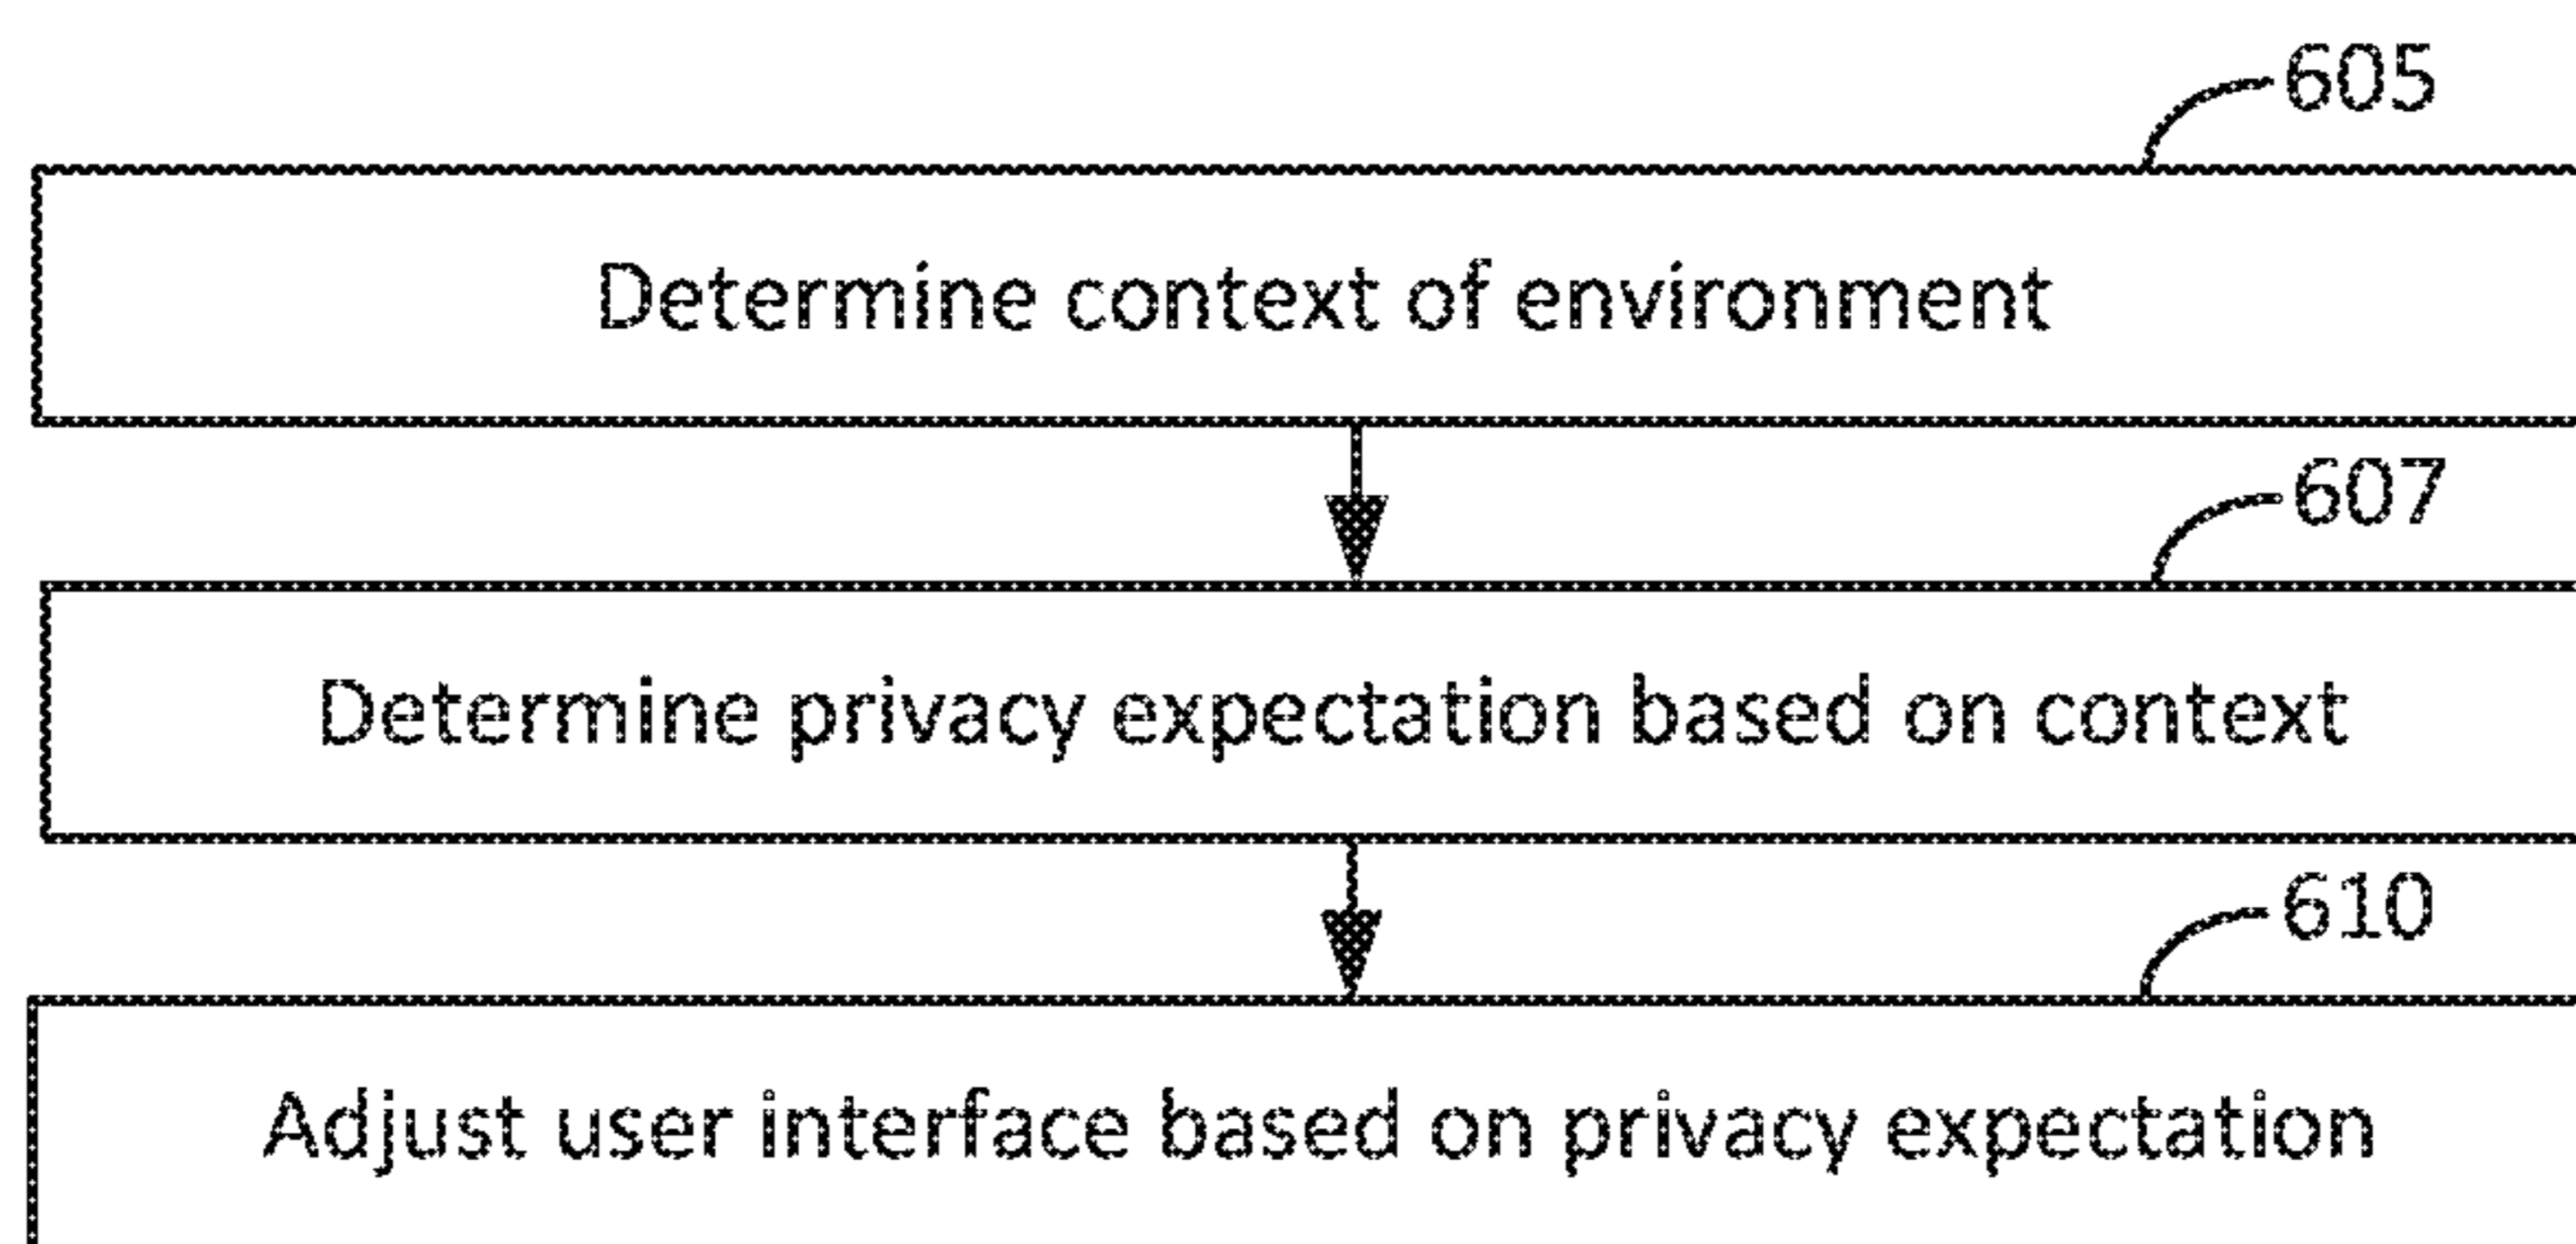 605
Determine context of environment
607
Determine privacy expectation based on context
610
Adjust user interface based on privacy expectation